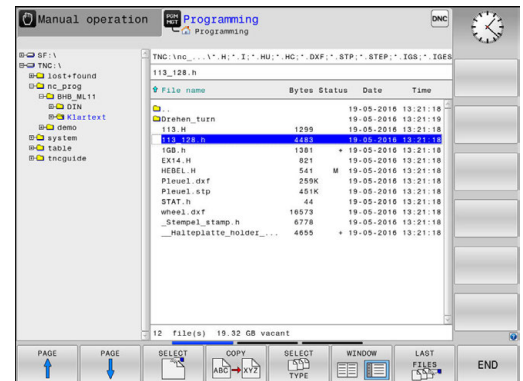 Manual operation
PGM MGT
Programming
Programming
DNC
SF:\
TNC:\
lost+found
nc_prog
BHB_ML11
DIN
Klartext
demo
system
table
tncguide
TNC:\nc_...\*.H;*.I;*.HU;*.HC;*.DXF;*.STP;*.STEP;*.IGS;*.IGES
113_128.h
File name Bytes Status Date Time
.. 19-05-2016 13:21:18
Drehen_turn 19-05-2016 13:21:19
113.H 1299 19-05-2016 13:21:18
113_128.h 4483 19-05-2016 13:21:18
1GB.h 1381 + 19-05-2016 13:21:18
EX14.H 821 19-05-2016 13:21:18
HEBEL.H 541 M 19-05-2016 13:21:18
Pleuel.dxf 259K 19-05-2016 13:21:18
Pleuel.stp 451K 19-05-2016 13:21:18
STAT.h 44 19-05-2016 13:21:18
wheel.dxf 16573 19-05-2016 13:21:18
_Stempel_stamp.h 6778 19-05-2016 13:21:18
__Halteplatte_holder_... 4655 + 19-05-2016 13:21:18
12 file(s) 19.32 GB vacant
PAGE
PAGE
SELECT
COPY
ABC XYZ
SELECT
TYPE
WINDOW
LAST
FILES
END